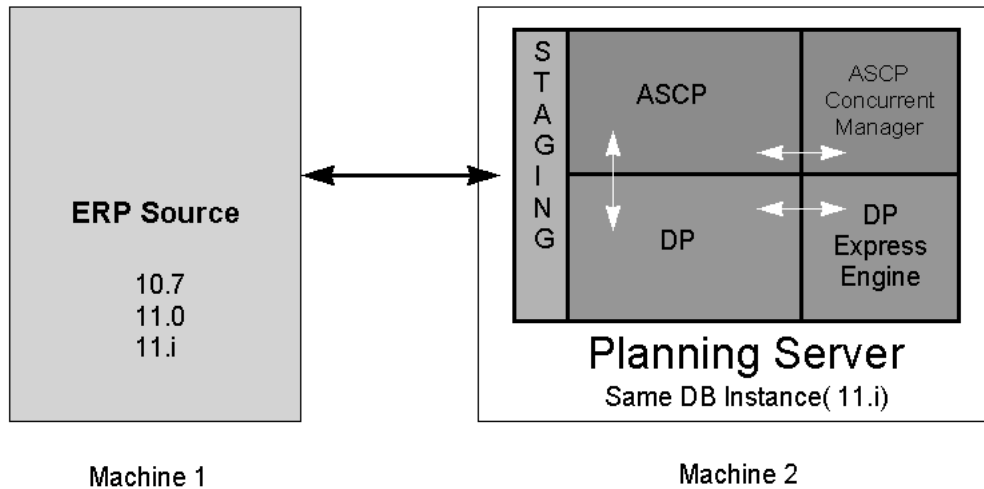 ERP Source
10.7
11.0
11.i
Machine 1
STAGING
ASCP
ASCP
Concurrent
Manager
DP
DP
Express
Engine
Planning Server
Same DB Instance( 11.i)
Machine 2